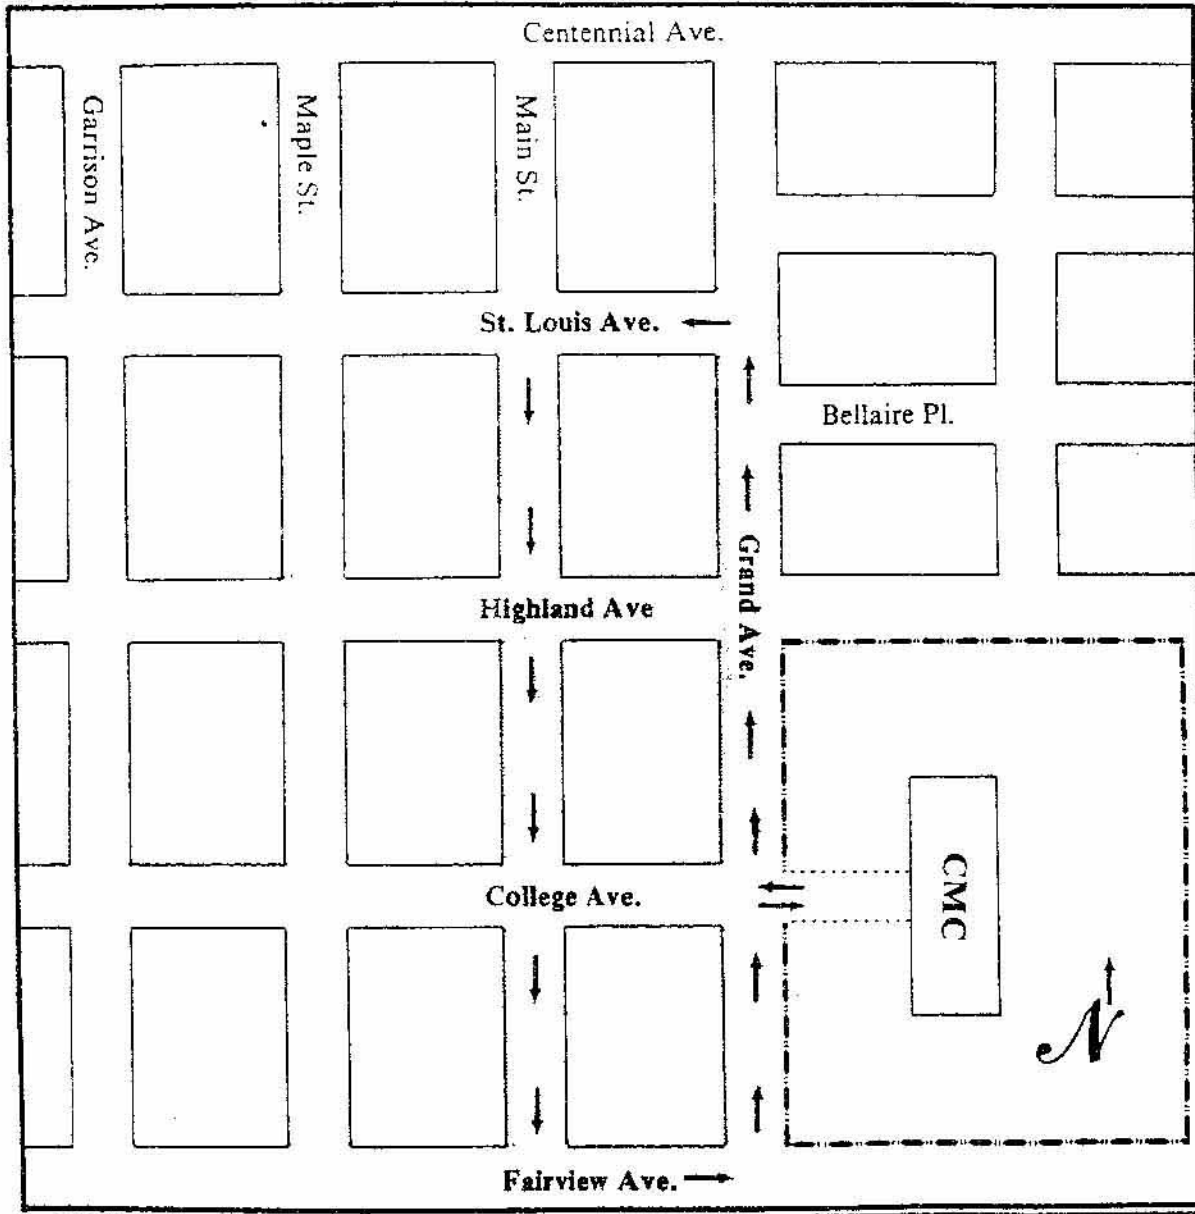 Centennial Ave.
Garrison Ave.
Maple St.
Main St.
St. Louis Ave.
Bellaire Pl.
Grand Ave.
Highland Ave
College Ave.
CMC
N
Fairview Ave.